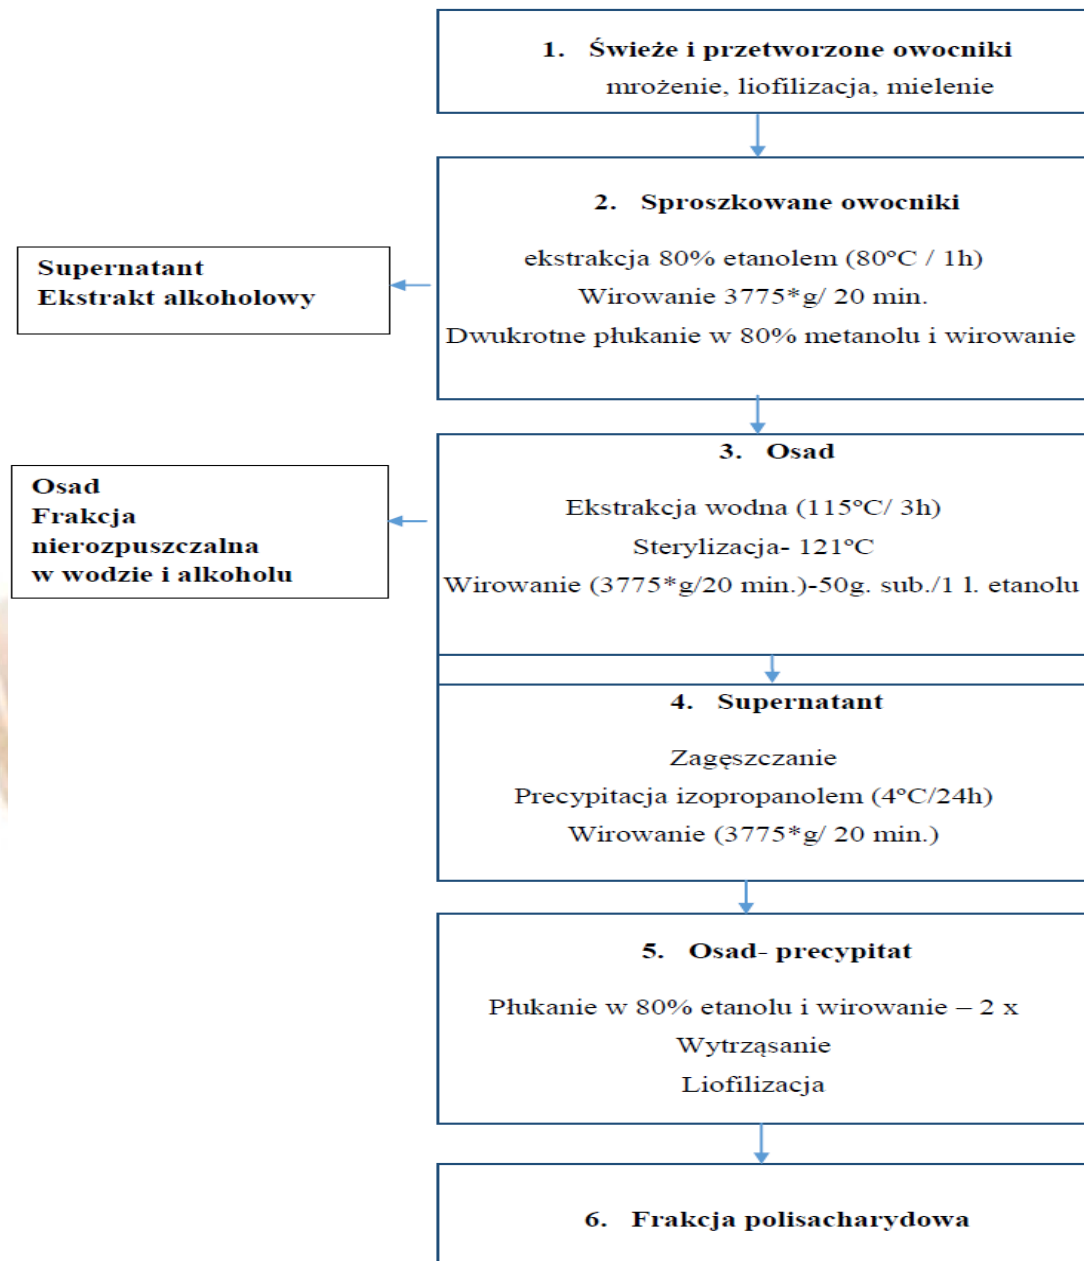 1. Świeże i przetworzone owocniki
mrożenie, liofilizacja, mielenie
2. Sproszkowane owocniki
ekstrakcja 80% etanolem (80°C / 1h)
Wirowanie 3775*g/ 20 min.
Dwukrotne płukanie w 80% metanolu i wirowanie
Supernatant
Ekstrakt alkoholowy
3. Osad
Ekstrakcja wodna (115°C/ 3h)
Sterylizacja- 121°C
Wirowanie (3775*g/20 min.)-50g. sub./1 l. etanolu
Osad
Frakcja
nierozpuszczalna
w wodzie i alkoholu
4. Supernatant
Zagęszczanie
Precypitacja izopropanolem (4°C/24h)
Wirowanie (3775*g/ 20 min.)
5. Osad- precypitat
Płukanie w 80% etanolu i wirowanie – 2 x
Wytrząsanie
Liofilizacja
6. Frakcja polisacharydowa